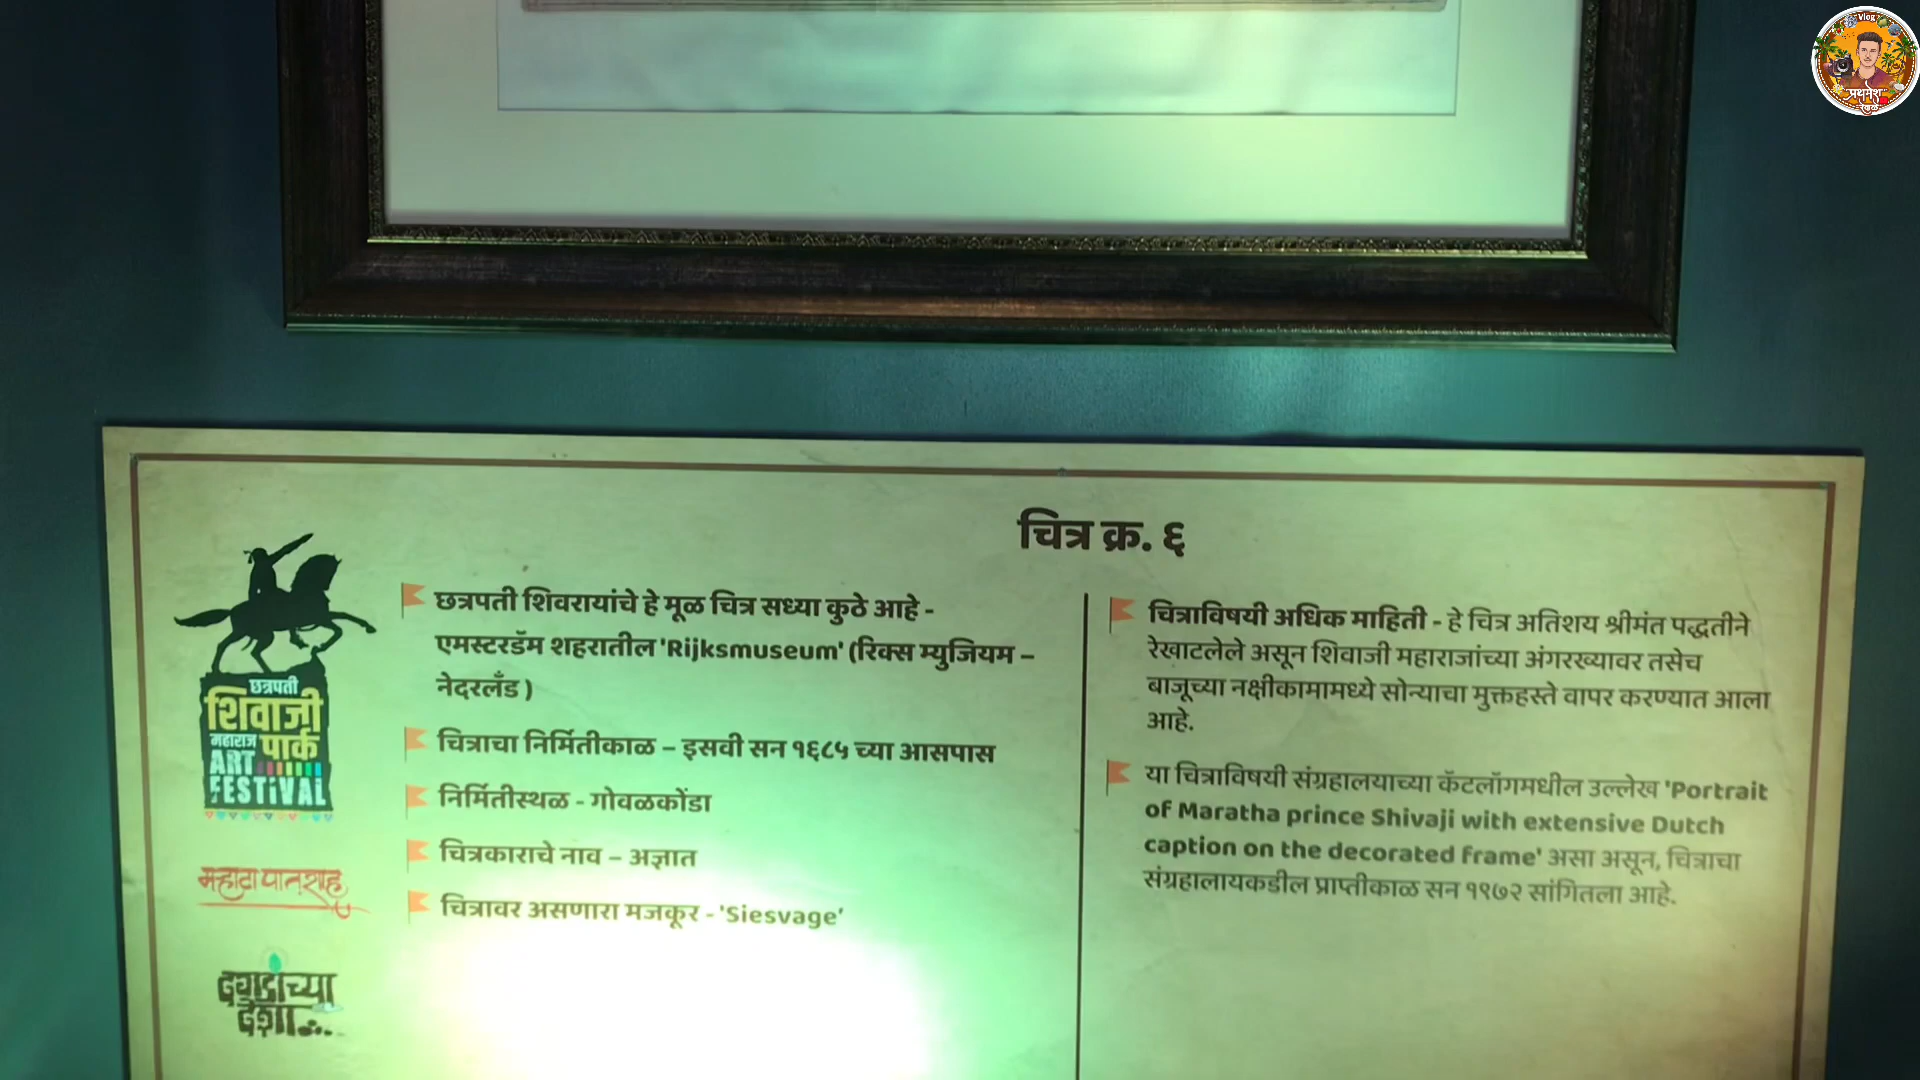 Vlog
प्रथमेश
चित्र क्र. ६
छत्रपती शिवरायांचे हे मूळ चित्र सध्या कुठे आहे -
एमस्टरडॅम शहरातील 'Rijksmuseum' (रिक्स म्युजियम –
नेदरलँड )
चित्राचा निर्मितीकाळ – इसवी सन १६८५ च्या आसपास
निर्मितीस्थळ - गोवळकोंडा
चित्रकाराचे नाव – अज्ञात
चित्रावर असणारा मजकूर - 'Siesvage'
चित्राविषयी अधिक माहिती - हे चित्र अतिशय श्रीमंत पद्धतीने
रेखाटलेले असून शिवाजी महाराजांच्या अंगरख्यावर तसेच
बाजूच्या नक्षीकामामध्ये सोन्याचा मुक्तहस्ते वापर करण्यात आला
आहे.
या चित्राविषयी संग्रहालयाच्या कॅटलॉगमधील उल्लेख 'Portrait
of Maratha prince Shivaji with extensive Dutch
caption on the decorated frame' असा असून, चित्राचा
संग्रहालायकडील प्राप्तीकाळ सन १९७२ सांगितला आहे.
छत्रपती
शिवाजी
महाराज पार्क
ART
FESTIVAL
मऱ्हाटा पातशाह
दगडांच्या
देशा...